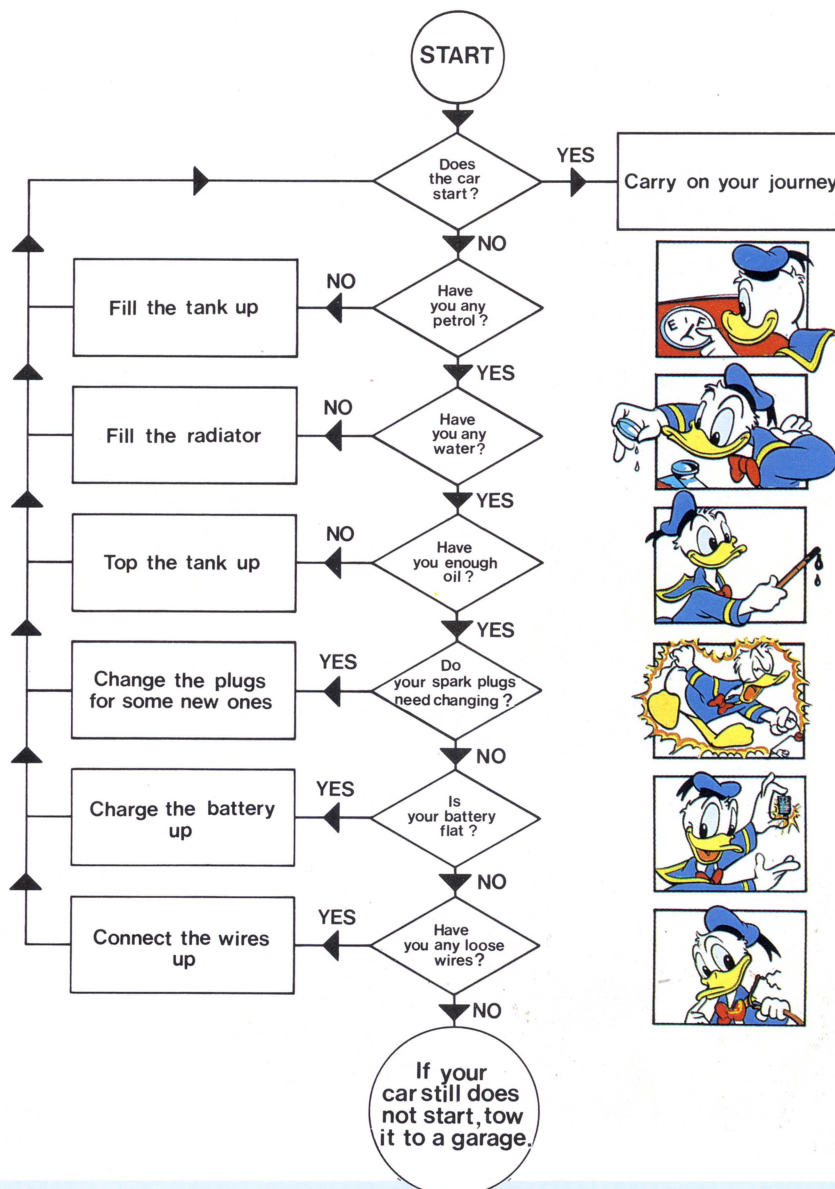 START
Does
the car
start?
YES
Carry on your journey
NO
Have
you any
petrol?
NO
Fill the tank up
YES
Have
you any
water?
NO
Fill the radiator
YES
Have
you enough
oil?
NO
Top the tank up
YES
Do
your spark plugs
need changing?
YES
Change the plugs
for some new ones
NO
Is
your battery
flat?
YES
Charge the battery
up
NO
Have
you any loose
wires?
YES
Connect the wires
up
NO
If your
car still does
not start, tow
it to a garage.
E F